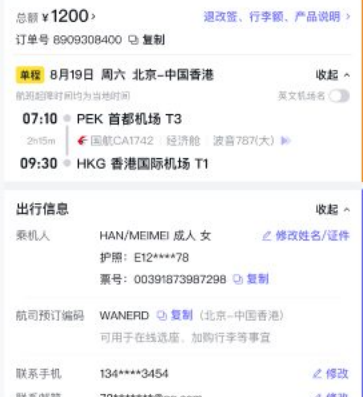 总额 ¥1200 退改签、行李额、产品说明
订单号 8909308400 复制
单程 8月19日 周六 北京-中国香港 收起
航班起降时间均为当地时间 英文机场名
07:10 PEK 首都机场 T3
2h15m 国航CA1742 经济舱 波音787(大)
09:30 HKG 香港国际机场 T1
出行信息 收起
乘机人 HAN/MEIMEI 成人 女 修改姓名/证件
护照：E12****78
票号：00391873987298 复制
航司预订编码 WANERD 复制（北京-中国香港）
可用于在线选座、加购行李等事宜
联系手机 134****3454 修改